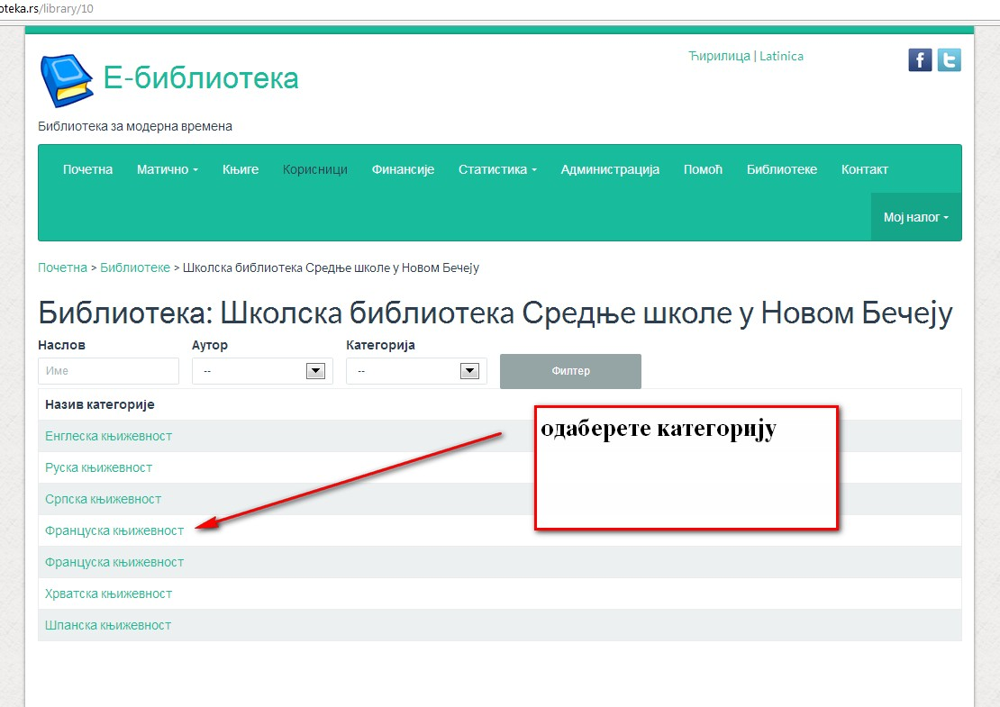 oteka.rs/library/10
Ћирилица | Latinica
Е-библиотека
Библиотека за модерна времена
Почетна Матично Књиге Корисници Финансије Статистика Администрација Помоћ Библиотеке Контакт
Мој налог
Почетна > Библиотеке > Школска библиотека Средње школе у Новом Бечеју
Библиотека: Школска библиотека Средње школе у Новом Бечеју
Наслов Аутор Категорија
Име -- -- Филтер
Назив категорије
одаберете категорију
Енглеска књижевност
Руска књижевност
Српска књижевност
Француска књижевност
Француска књижевност
Хрватска књижевност
Шпанска књижевност